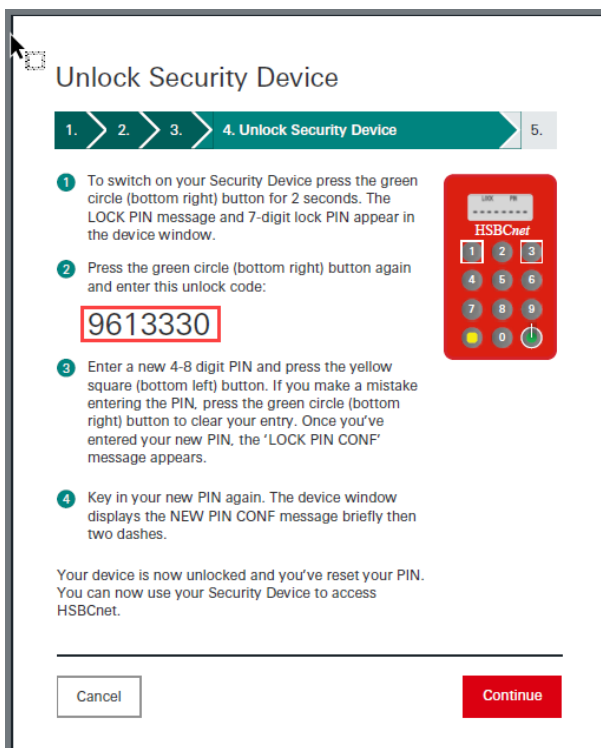 Unlock Security Device
1. 2. 3. 4. Unlock Security Device 5.
1 To switch on your Security Device press the green
circle (bottom right) button for 2 seconds. The
LOCK PIN message and 7-digit lock PIN appear in
the device window.
2 Press the green circle (bottom right) button again
and enter this unlock code:
9613330
3 Enter a new 4-8 digit PIN and press the yellow
square (bottom left) button. If you make a mistake
entering the PIN, press the green circle (bottom
right) button to clear your entry. Once you've
entered your new PIN, the 'LOCK PIN CONF'
message appears.
4 Key in your new PIN again. The device window
displays the NEW PIN CONF message briefly then
two dashes.
Your device is now unlocked and you've reset your PIN.
You can now use your Security Device to access
HSBCnet.
LOCK PIN
--------
HSBCnet
1 2 3
4 5 6
7 8 9
0
Cancel
Continue